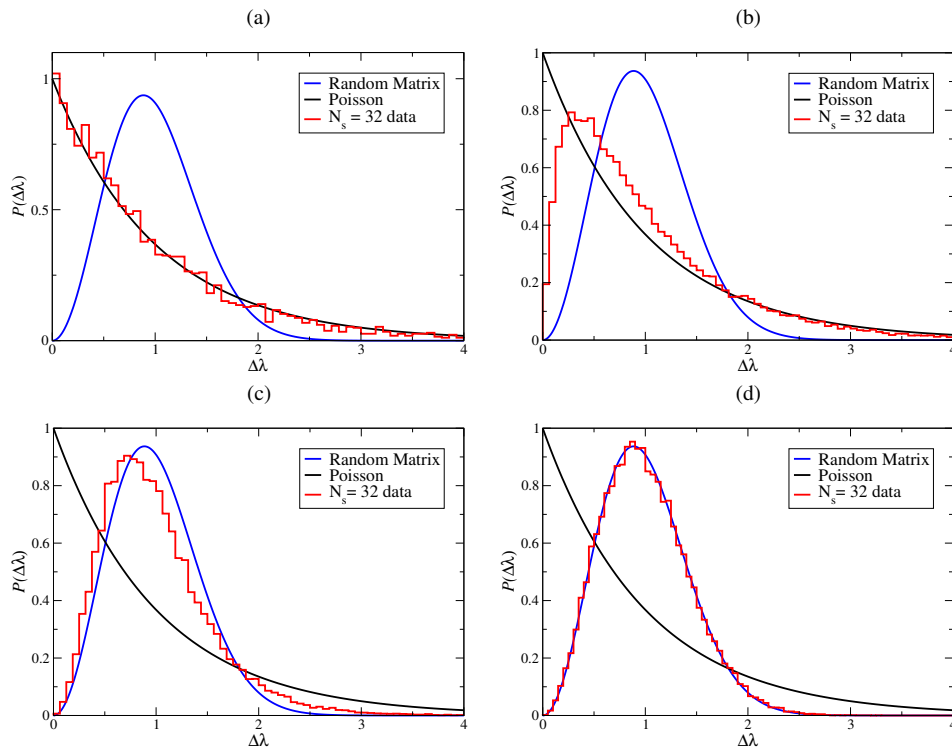 (a)
Random Matrix
Poisson
N_s = 32 data
P(Δλ)
1
0.5
0
0 1 2 3 4
Δλ
(b)
Random Matrix
Poisson
N_s = 32 data
P(Δλ)
1
0.8
0.6
0.4
0.2
0
0 1 2 3 4
Δλ
(c)
Random Matrix
Poisson
N_s = 32 data
P(Δλ)
1
0.8
0.6
0.4
0.2
0
0 1 2 3 4
Δλ
(d)
Random Matrix
Poisson
N_s = 32 data
P(Δλ)
1
0.8
0.6
0.4
0.2
0
0 1 2 3 4
Δλ